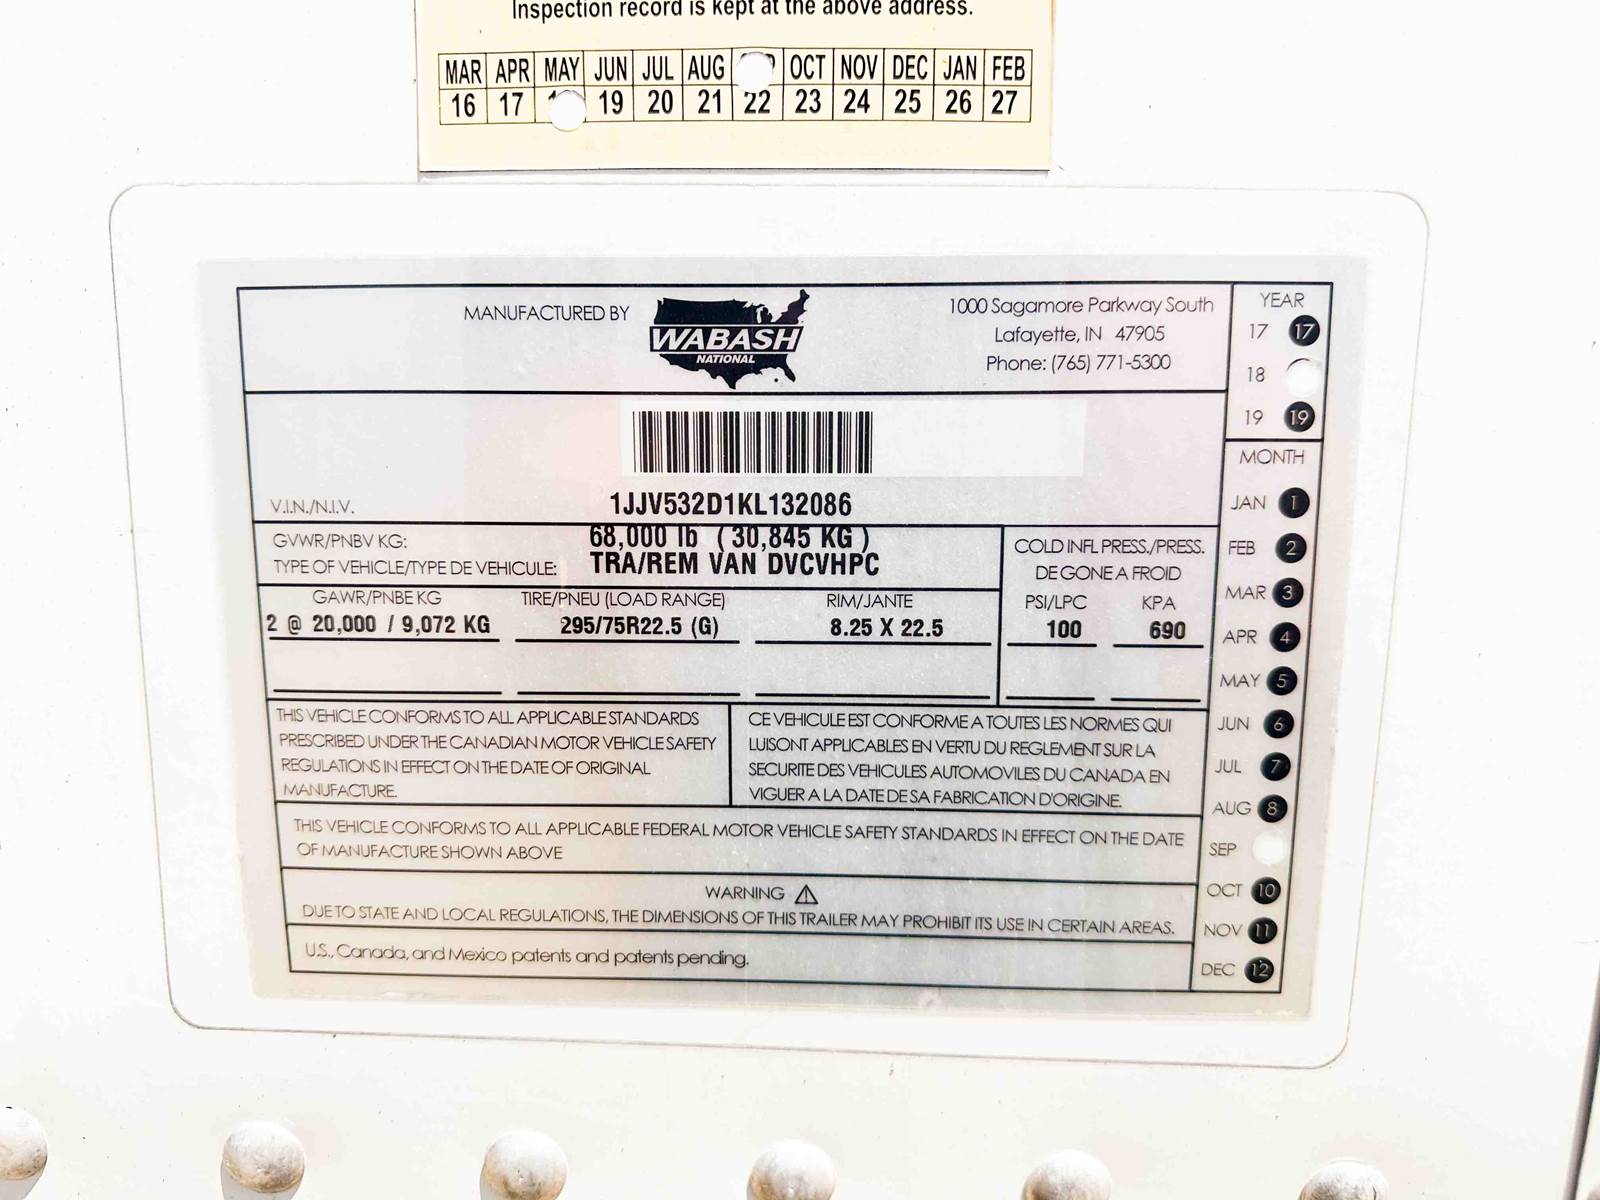 Inspection record is kept at the above address.
MAR APR MAY JUN JUL AUG OCT NOV DEC JAN FEB
16 17 19 20 21 22 23 24 25 26 27
MANUFACTURED BY
WABASH
NATIONAL
1000 Sagamore Parkway South
Lafayette, IN 47905
Phone: (765) 771-5300
YEAR
17 17
18
19 19
V.I.N./N.I.V.
1JJV532D1KL132086
GVWR/PNBV KG: 68,000 lb ( 30,845 KG )
TYPE OF VEHICLE/TYPE DE VEHICULE: TRA/REM VAN DVCVHPC
COLD INFL PRESS./PRESS.
DE GONE A FROID
GAWR/PNBE KG TIRE/PNEU (LOAD RANGE) RIM/JANTE PSI/LPC KPA
2 @ 20,000 / 9,072 KG 295/75R22.5 (G) 8.25 X 22.5 100 690
THIS VEHICLE CONFORMS TO ALL APPLICABLE STANDARDS
PRESCRIBED UNDER THE CANADIAN MOTOR VEHICLE SAFETY
REGULATIONS IN EFFECT ON THE DATE OF ORIGINAL
MANUFACTURE.
CE VEHICULE EST CONFORME A TOUTES LES NORMES QUI
LUISONT APPLICABLES EN VERTU DU REGLEMENT SUR LA
SECURITE DES VEHICULES AUTOMOVILES DU CANADA EN
VIGUER A LA DATE DE SA FABRICATION D'ORIGINE.
THIS VEHICLE CONFORMS TO ALL APPLICABLE FEDERAL MOTOR VEHICLE SAFETY STANDARDS IN EFFECT ON THE DATE
OF MANUFACTURE SHOWN ABOVE
WARNING
DUE TO STATE AND LOCAL REGULATIONS, THE DIMENSIONS OF THIS TRAILER MAY PROHIBIT ITS USE IN CERTAIN AREAS.
U.S., Canada, and Mexico patents and patents pending.
MONTH
JAN 1
FEB 2
MAR 3
APR 4
MAY 5
JUN 6
JUL 7
AUG 8
SEP
OCT 10
NOV 11
DEC 12